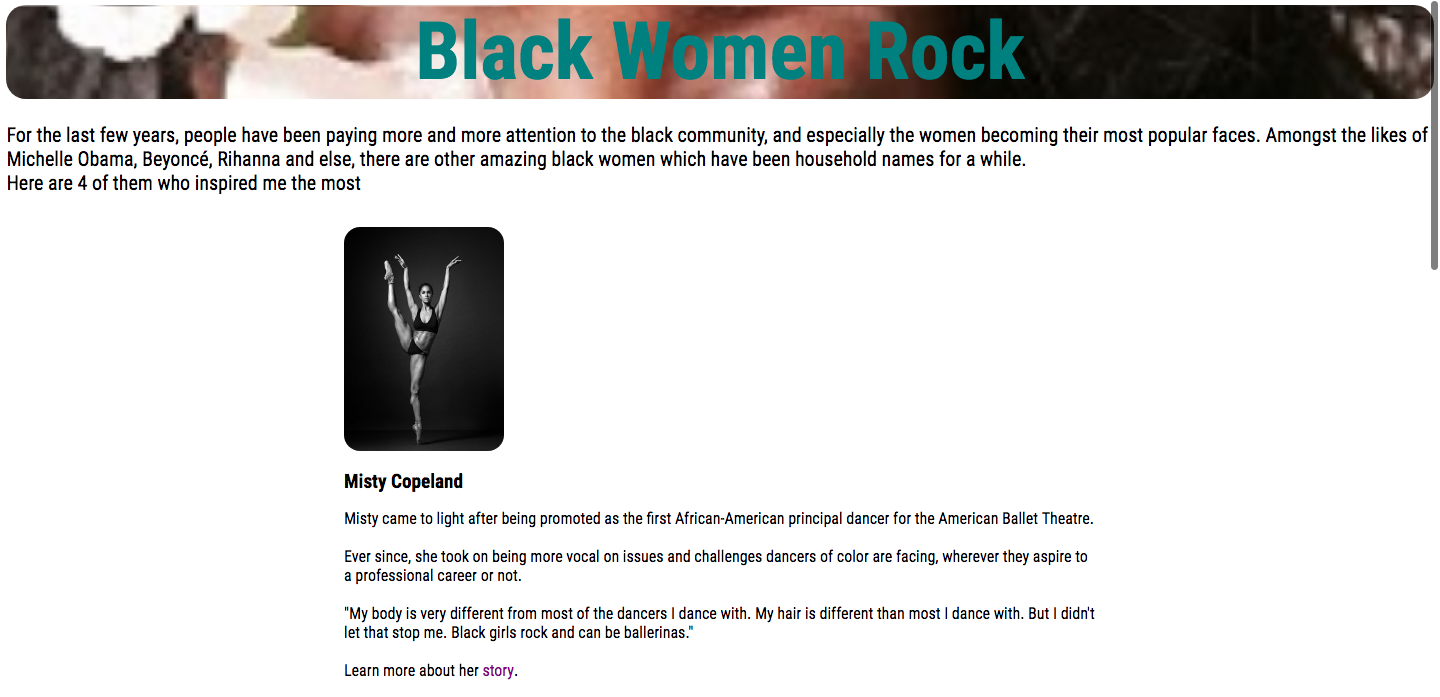 Black Women Rock
For the last few years, people have been paying more and more attention to the black community, and especially the women becoming their most popular faces. Amongst the likes of
Michelle Obama, Beyoncé, Rihanna and else, there are other amazing black women which have been household names for a while.
Here are 4 of them who inspired me the most
Misty Copeland
Misty came to light after being promoted as the first African-American principal dancer for the American Ballet Theatre.
Ever since, she took on being more vocal on issues and challenges dancers of color are facing, wherever they aspire to
a professional career or not.
"My body is very different from most of the dancers I dance with. My hair is different than most I dance with. But I didn't
let that stop me. Black girls rock and can be ballerinas."
Learn more about her story.